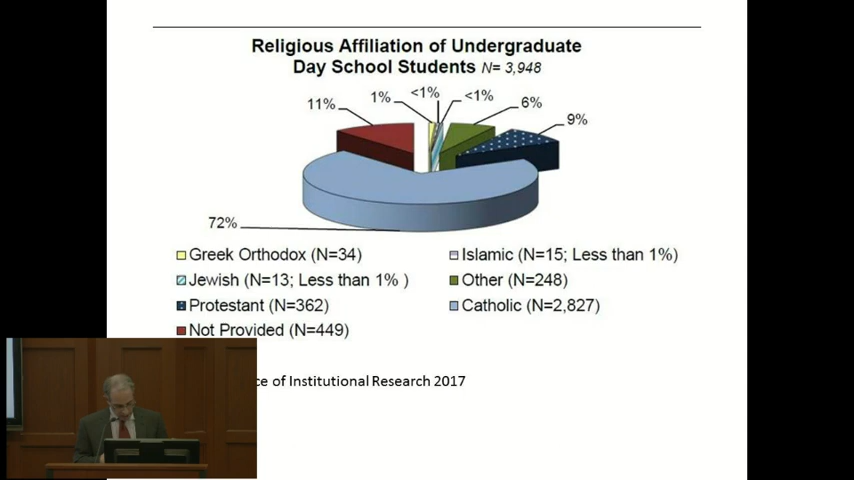 Religious Affiliation of Undergraduate
Day School Students N= 3,948
11%
1%
<1%
<1%
6%
9%
72%
Greek Orthodox (N=34)
Islamic (N=15; Less than 1%)
Jewish (N=13; Less than 1% )
Other (N=248)
Protestant (N=362)
Catholic (N=2,827)
Not Provided (N=449)
of Institutional Research 2017